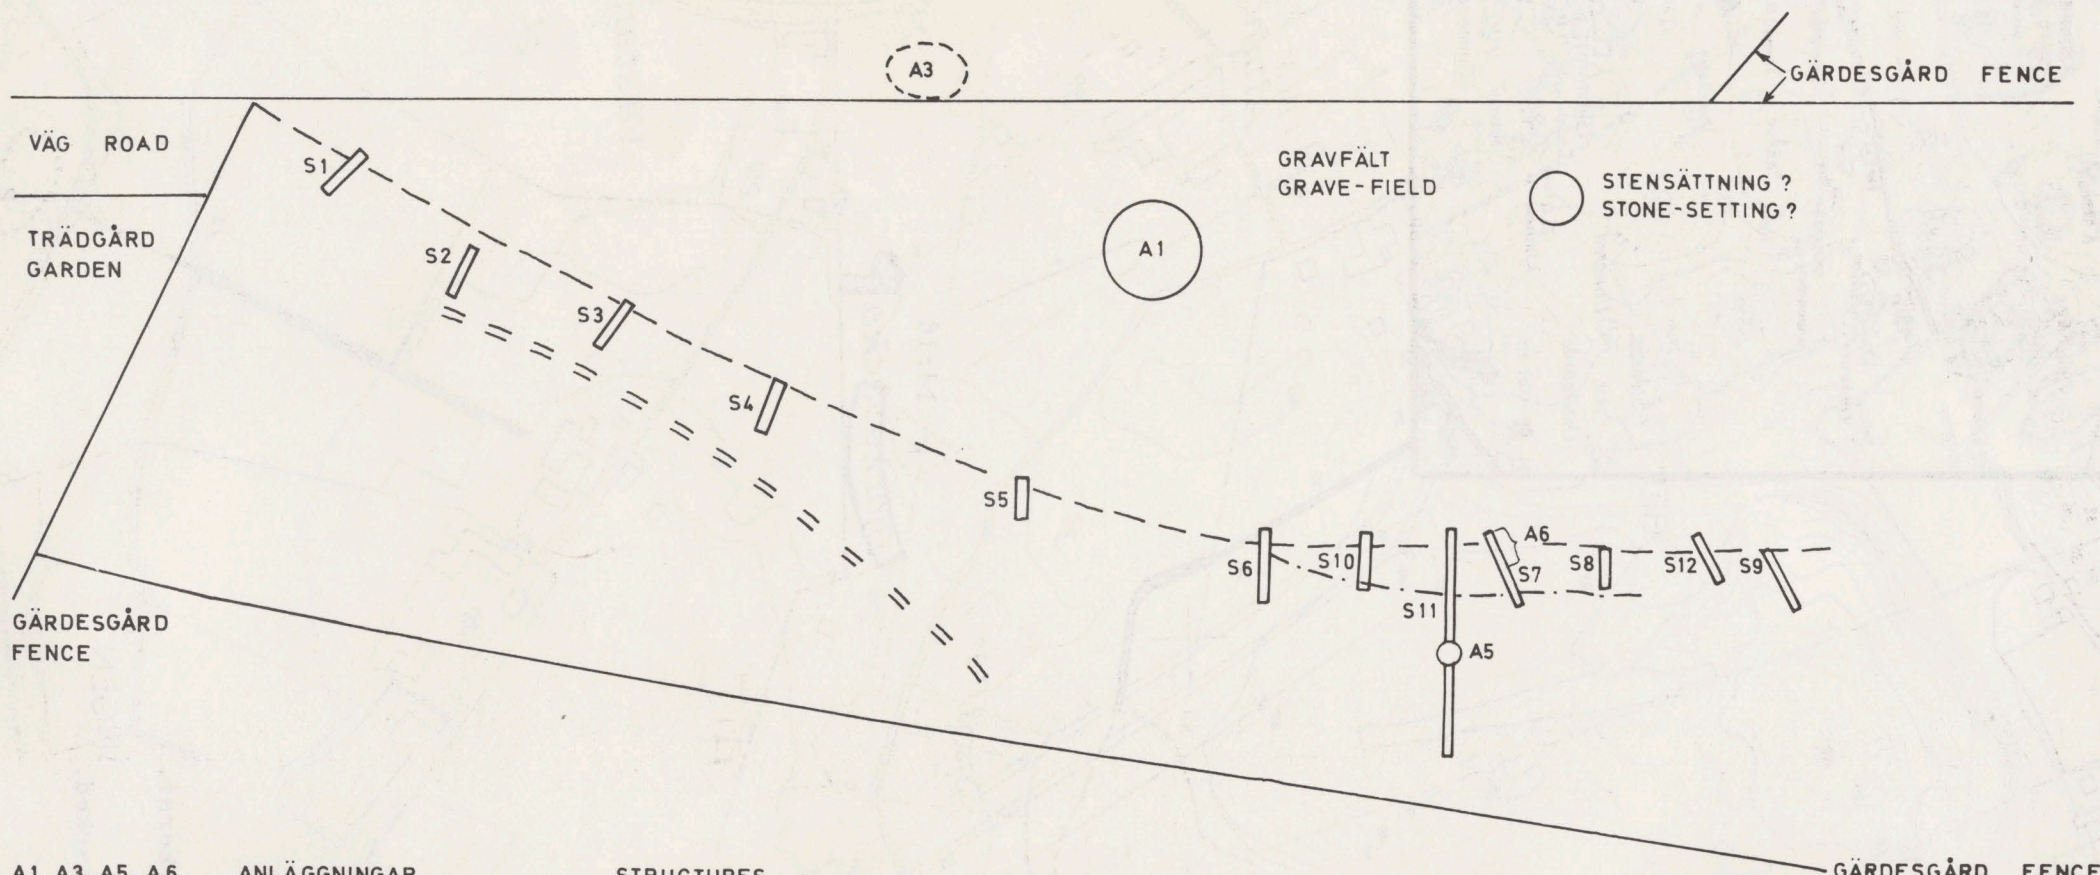 A3
GÄRDESGÅRD FENCE
VÄG ROAD
S1
GRAVFÄLT
GRAVE-FIELD
STENSÄTTNING ?
STONE-SETTING ?
TRÄDGÅRD
GARDEN
S2
A1
S3
S4
S5
A6
S6
S10
S7
S8
S12
S9
S11
GÄRDESGÅRD
FENCE
A5
A1 A3 A5 A6 ANLÄGGNINGAR STRUCTURES
GÄRDESGÅRD FENCE